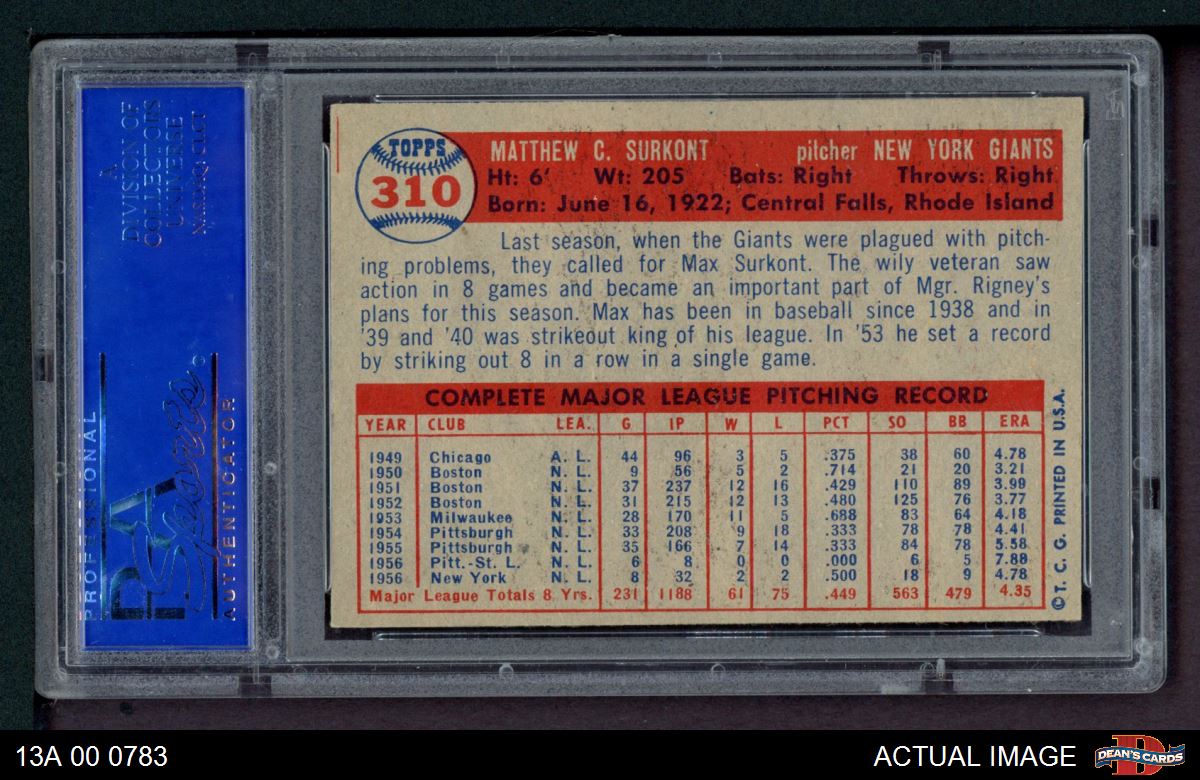 A
DIVISION OF
COLLECTORS
UNIVERSE
NASDAQ: CLCT
PROFESSIONAL
PSA
Sports
AUTHENTICATOR
TOPPS
310
MATTHEW C. SURKONT pitcher NEW YORK GIANTS
Ht: 6' Wt: 205 Bats: Right Throws: Right
Born: June 16, 1922; Central Falls, Rhode Island
Last season, when the Giants were plagued with pitch-
ing problems, they called for Max Surkont. The wily veteran saw
action in 8 games and became an important part of Mgr. Rigney's
plans for this season. Max has been in baseball since 1938 and in
'39 and '40 was strikeout king of his league. In '53 he set a record
by striking out 8 in a row in a single game.
COMPLETE MAJOR LEAGUE PITCHING RECORD
YEAR CLUB LEA. G IP W L PCT SO BB ERA
1949 Chicago A. L. 44 96 3 5 .375 38 60 4.78
1950 Boston N. L. 9 56 5 2 .714 21 20 3.21
1951 Boston N. L. 37 237 12 16 .429 110 89 3.99
1952 Boston N. L. 31 215 12 13 .480 125 76 3.77
1953 Milwaukee N. L. 28 170 11 5 .688 83 64 4.18
1954 Pittsburgh N. L. 33 208 9 18 .333 78 78 4.41
1955 Pittsburgh N. L. 35 166 7 14 .333 84 78 5.58
1956 Pitt.-St. L. N. L. 6 8 0 0 .000 6 5 7.88
1956 New York N. L. 8 32 2 2 .500 18 9 4.78
Major League Totals 8 Yrs. 231 1188 61 75 .449 563 479 4.35
© T. C. G. PRINTED IN U.S.A.
13A 00 0783
ACTUAL IMAGE
DEAN'S CARDS